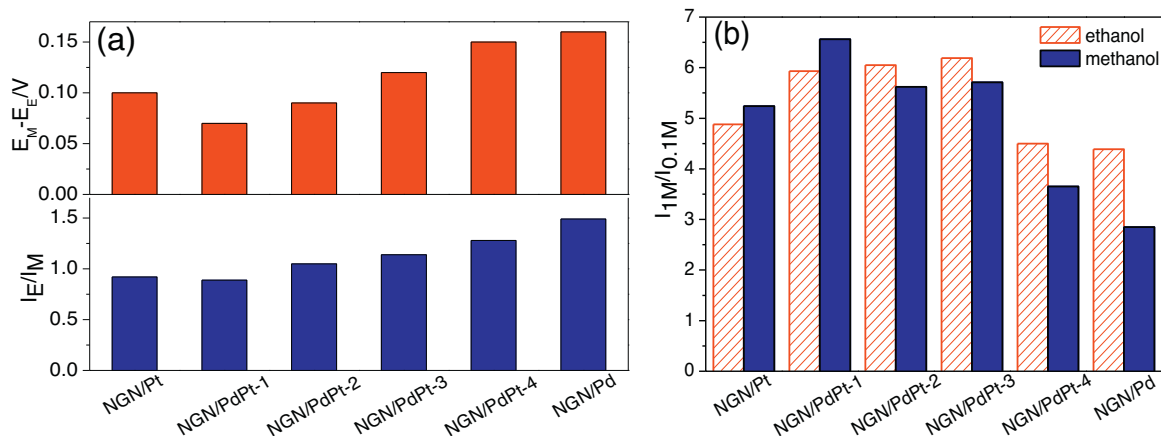 (a)
E_M-E_E/V
0.15
0.10
0.05
0.00
I_E/I_M
1.5
1.0
0.5
0.0
NGN/Pt
NGN/PdPt-1
NGN/PdPt-2
NGN/PdPt-3
NGN/PdPt-4
NGN/Pd
(b)
ethanol
methanol
I_1M/I_0.1M
7
6
5
4
3
2
1
0
NGN/Pt
NGN/PdPt-1
NGN/PdPt-2
NGN/PdPt-3
NGN/PdPt-4
NGN/Pd